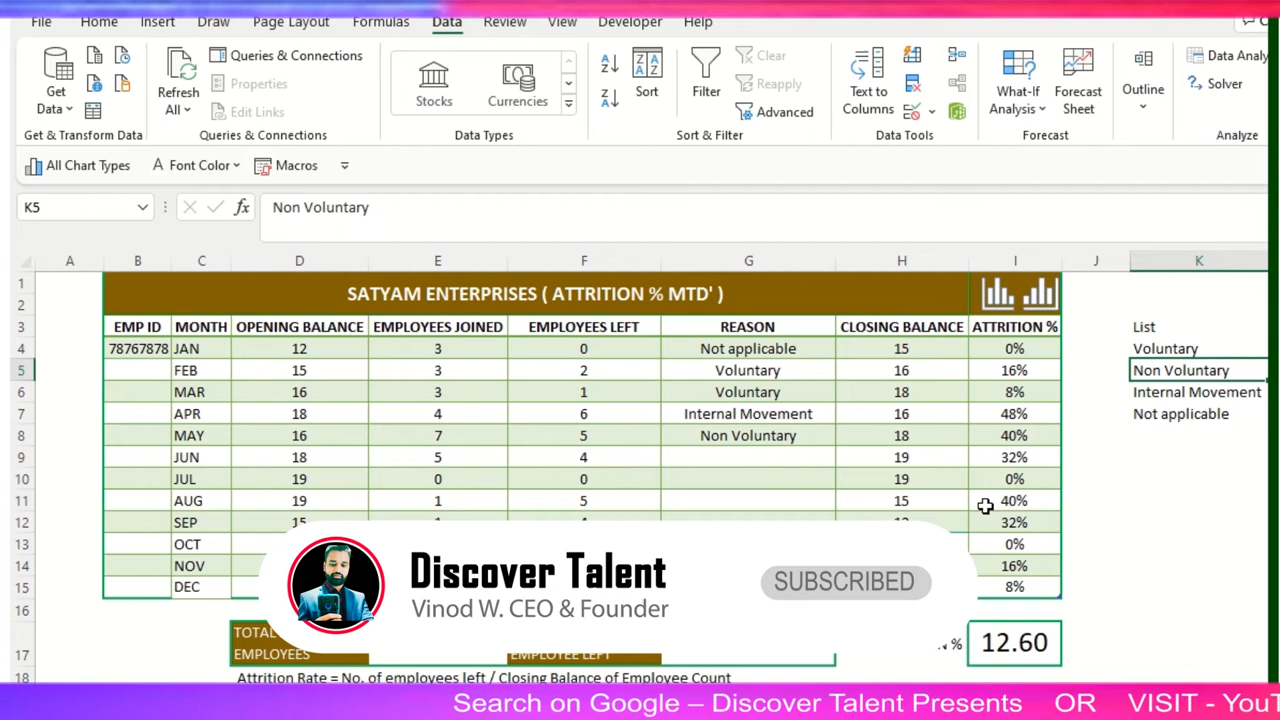 File Home Insert Draw Page Layout Formulas Data Review View Developer Help
Queries & Connections
Properties
Edit Links
Get Data
Refresh All
Stocks
Currencies
Sort
Filter
Clear
Reapply
Advanced
Text to Columns
What-If Analysis
Forecast Sheet
Outline
Data Analy
Solver
Get & Transform Data Queries & Connections Data Types Sort & Filter Data Tools Forecast Analyze
All Chart Types Font Color Macros
K5 fx Non Voluntary
A B C D E F G H I J K
1 SATYAM ENTERPRISES ( ATTRITION % MTD' )
2
3 EMP ID MONTH OPENING BALANCE EMPLOYEES JOINED EMPLOYEES LEFT REASON CLOSING BALANCE ATTRITION % List
4 78767878 JAN 12 3 0 Not applicable 15 0% Voluntary
5 FEB 15 3 2 Voluntary 16 16% Non Voluntary
6 MAR 16 3 1 Voluntary 18 8% Internal Movement
7 APR 18 4 6 Internal Movement 16 48% Not applicable
8 MAY 16 7 5 Non Voluntary 18 40%
9 JUN 18 5 4 19 32%
10 JUL 19 0 0 19 0%
11 AUG 19 1 5 15 40%
12 SEP 15 32%
13 OCT 0%
14 NOV 16%
15 DEC 8%
16
17 TOTAL EMPLOYEES EMPLOYEE LEFT % 12.60
18 Attrition Rate = No. of employees left / Closing Balance of Employee Count
Discover Talent
Vinod W. CEO & Founder
SUBSCRIBED
Search on Google – Discover Talent Presents OR VISIT - YouT